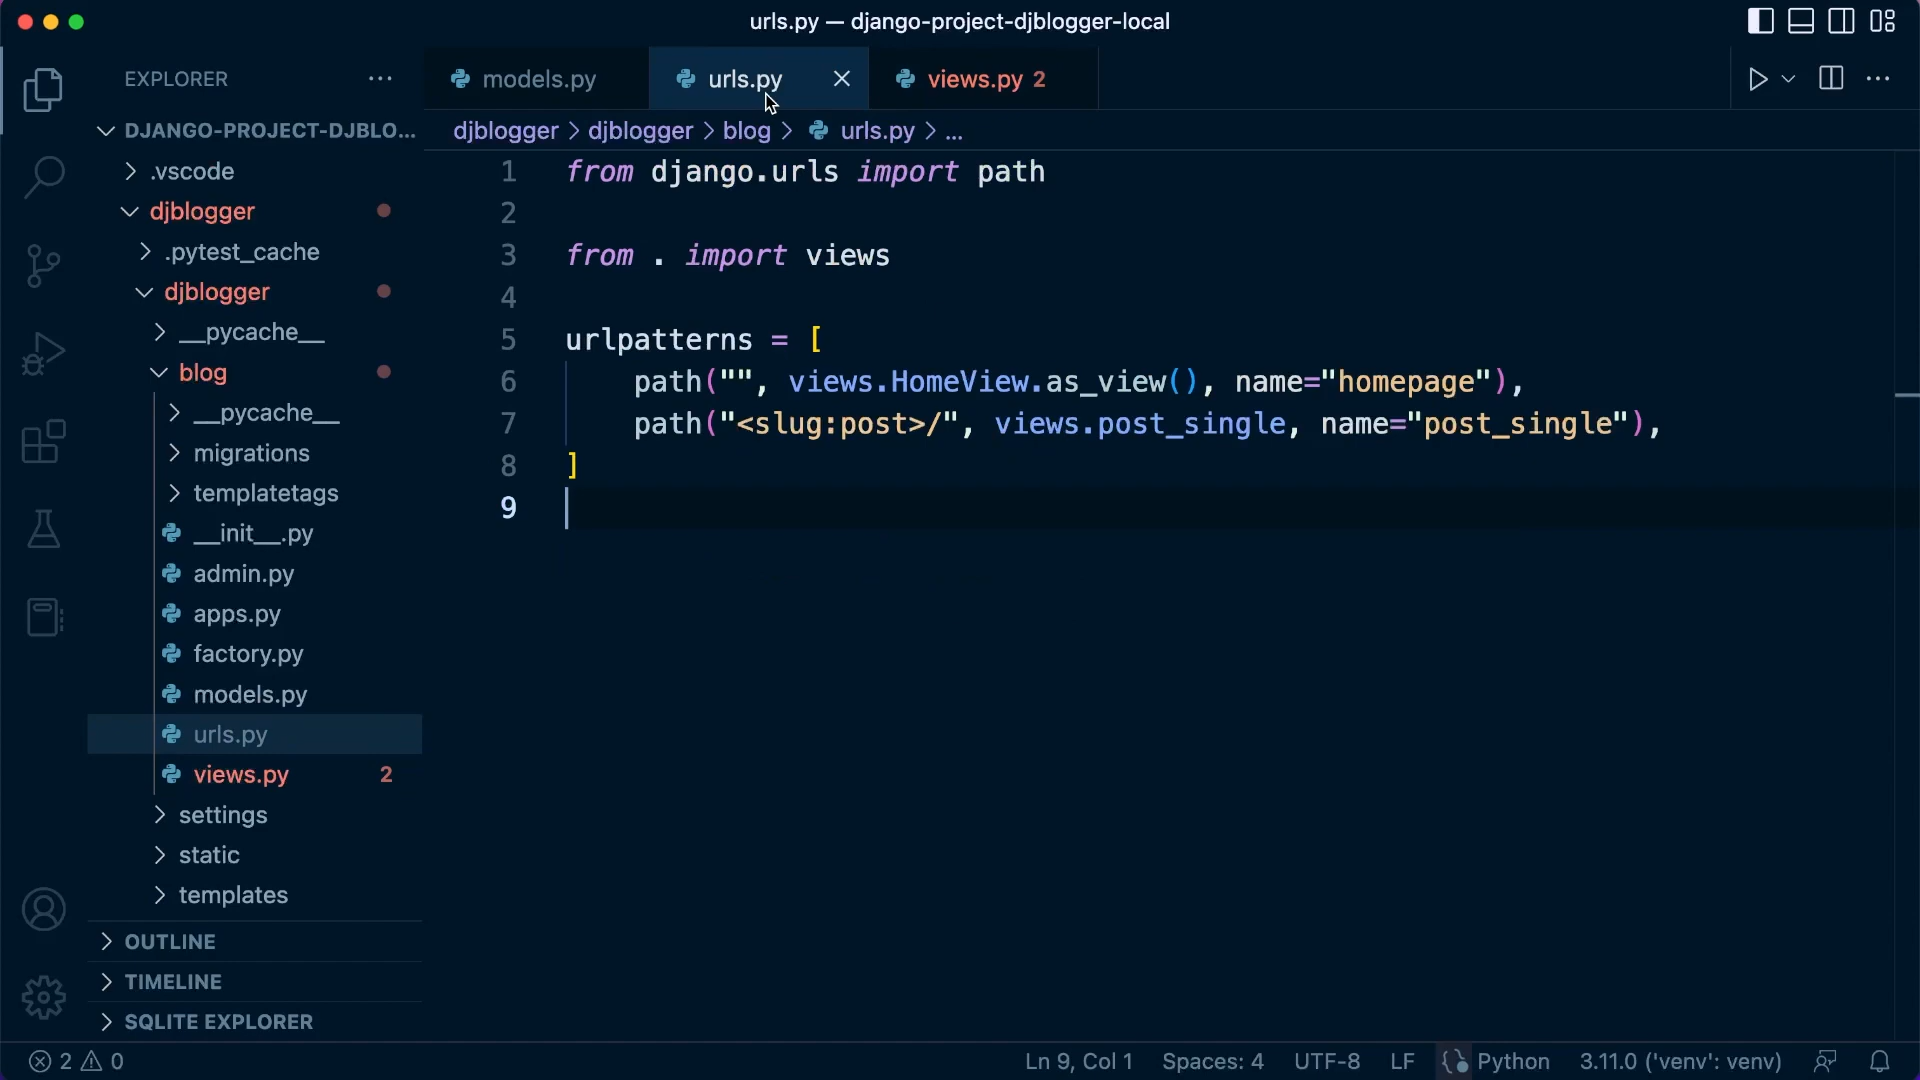 urls.py — django-project-djblogger-local
EXPLORER
DJANGO-PROJECT-DJBLO...
.vscode
djblogger
.pytest_cache
djblogger
__pycache__
blog
__pycache__
migrations
templatetags
__init__.py
admin.py
apps.py
factory.py
models.py
urls.py
views.py 2
settings
static
templates
OUTLINE
TIMELINE
SQLITE EXPLORER
models.py urls.py views.py 2
djblogger > djblogger > blog > urls.py > ...
1 from django.urls import path
2
3 from . import views
4
5 urlpatterns = [
6 path("", views.HomeView.as_view(), name="homepage"),
7 path("<slug:post>/", views.post_single, name="post_single"),
8 ]
9
2 0 Ln 9, Col 1 Spaces: 4 UTF-8 LF Python 3.11.0 ('venv': venv)